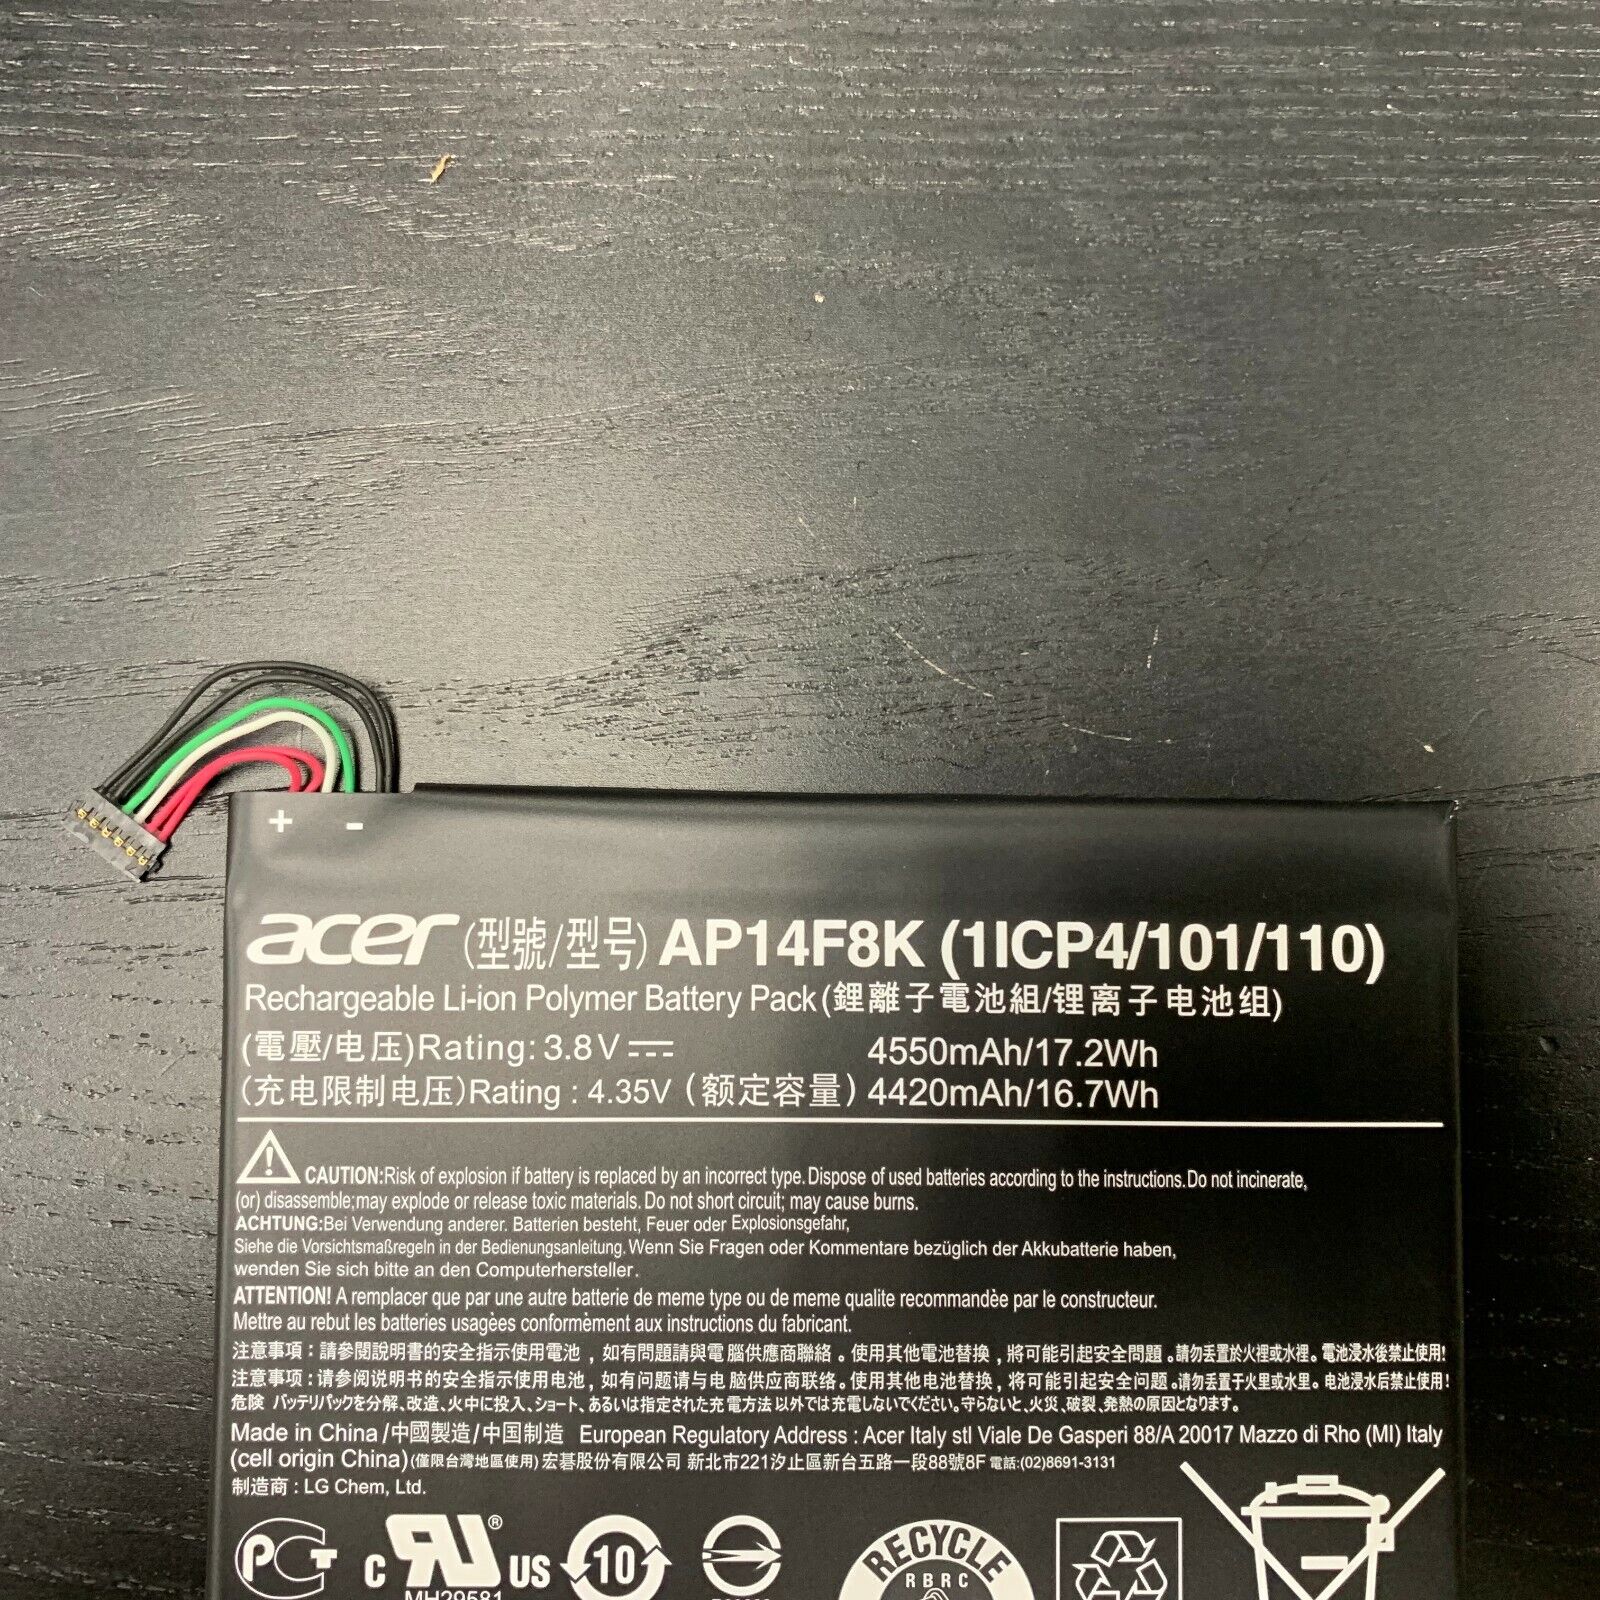 + -
acer (型號/型号) AP14F8K (1ICP4/101/110)
Rechargeable Li-ion Polymer Battery Pack (鋰離子電池組/锂离子电池组)
(電壓/电压)Rating: 3.8V 4550mAh/17.2Wh
(充电限制电压)Rating : 4.35V (额定容量) 4420mAh/16.7Wh
CAUTION:Risk of explosion if battery is replaced by an incorrect type. Dispose of used batteries according to the instructions. Do not incinerate,
(or) disassemble;may explode or release toxic materials. Do not short circuit; may cause burns.
ACHTUNG:Bei Verwendung anderer. Batterien besteht, Feuer oder Explosionsgefahr,
Siehe die Vorsichtsmaßregeln in der Bedienungsanleitung. Wenn Sie Fragen oder Kommentare bezüglich der Akkubatterie haben,
wenden Sie sich bitte an den Computerhersteller.
ATTENTION! A remplacer que par une autre batterie de meme type ou de meme qualite recommandèe par le constructeur.
Mettre au rebut les batteries usagèes conformèment aux instructions du fabricant.
注意事項：請參閱說明書的安全指示使用電池，如有問題請與電腦供應商聯絡。使用其他電池替換，將可能引起安全問題。請勿丟置於火裡或水裡。電池浸水後禁止使用!
注意事项：请参阅说明书的安全指示使用电池，如有问题请与电脑供应商联络。使用其他电池替换，将可能引起安全问题。请勿丢置于火里或水里。电池浸水后禁止使用!
危険 バッテリパックを分解、改造、火中に投入、ショート、あるいは指定された充電方法以外では充電しないでください。守らないと、火災、破裂、発熱の原因となります。
Made in China /中國製造/中国制造 European Regulatory Address : Acer Italy stl Viale De Gasperi 88/A 20017 Mazzo di Rho (MI) Italy
(cell origin China)(僅限台灣地區使用) 宏碁股份有限公司 新北市221汐止區新台五路一段88號8F 電話:(02)8691-3131
制造商 : LG Chem, Ltd.
PCT C RU ® US 10 RECYCLE
RBRC
MH29581